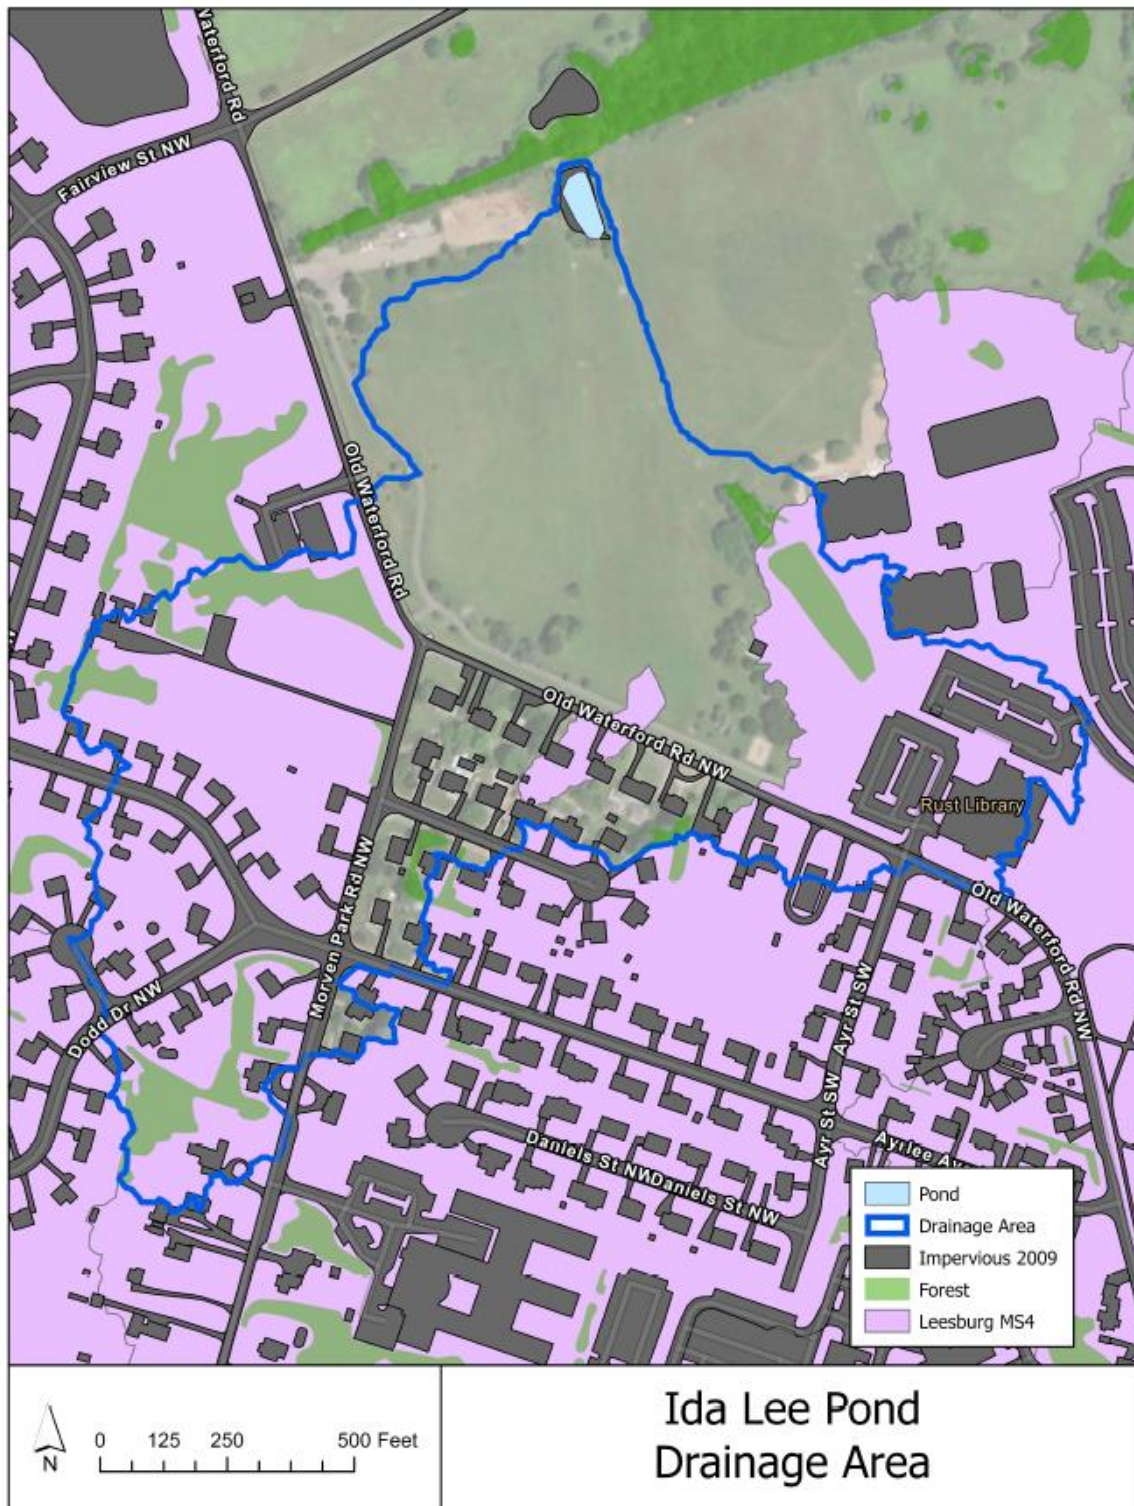 Waterford Rd
Fairview St NW
Old Waterford Rd
Old Waterford Rd NW
Rust Library
Old Waterford Rd NW
Morven Park Rd NW
Dodd Dr NW
Ayr St SW
Ayr St SW
Daniels St NW
Daniels St NW
Ayrlee
Pond
Drainage Area
Impervious 2009
Forest
Leesburg MS4
N
0 125 250 500 Feet
Ida Lee Pond
Drainage Area